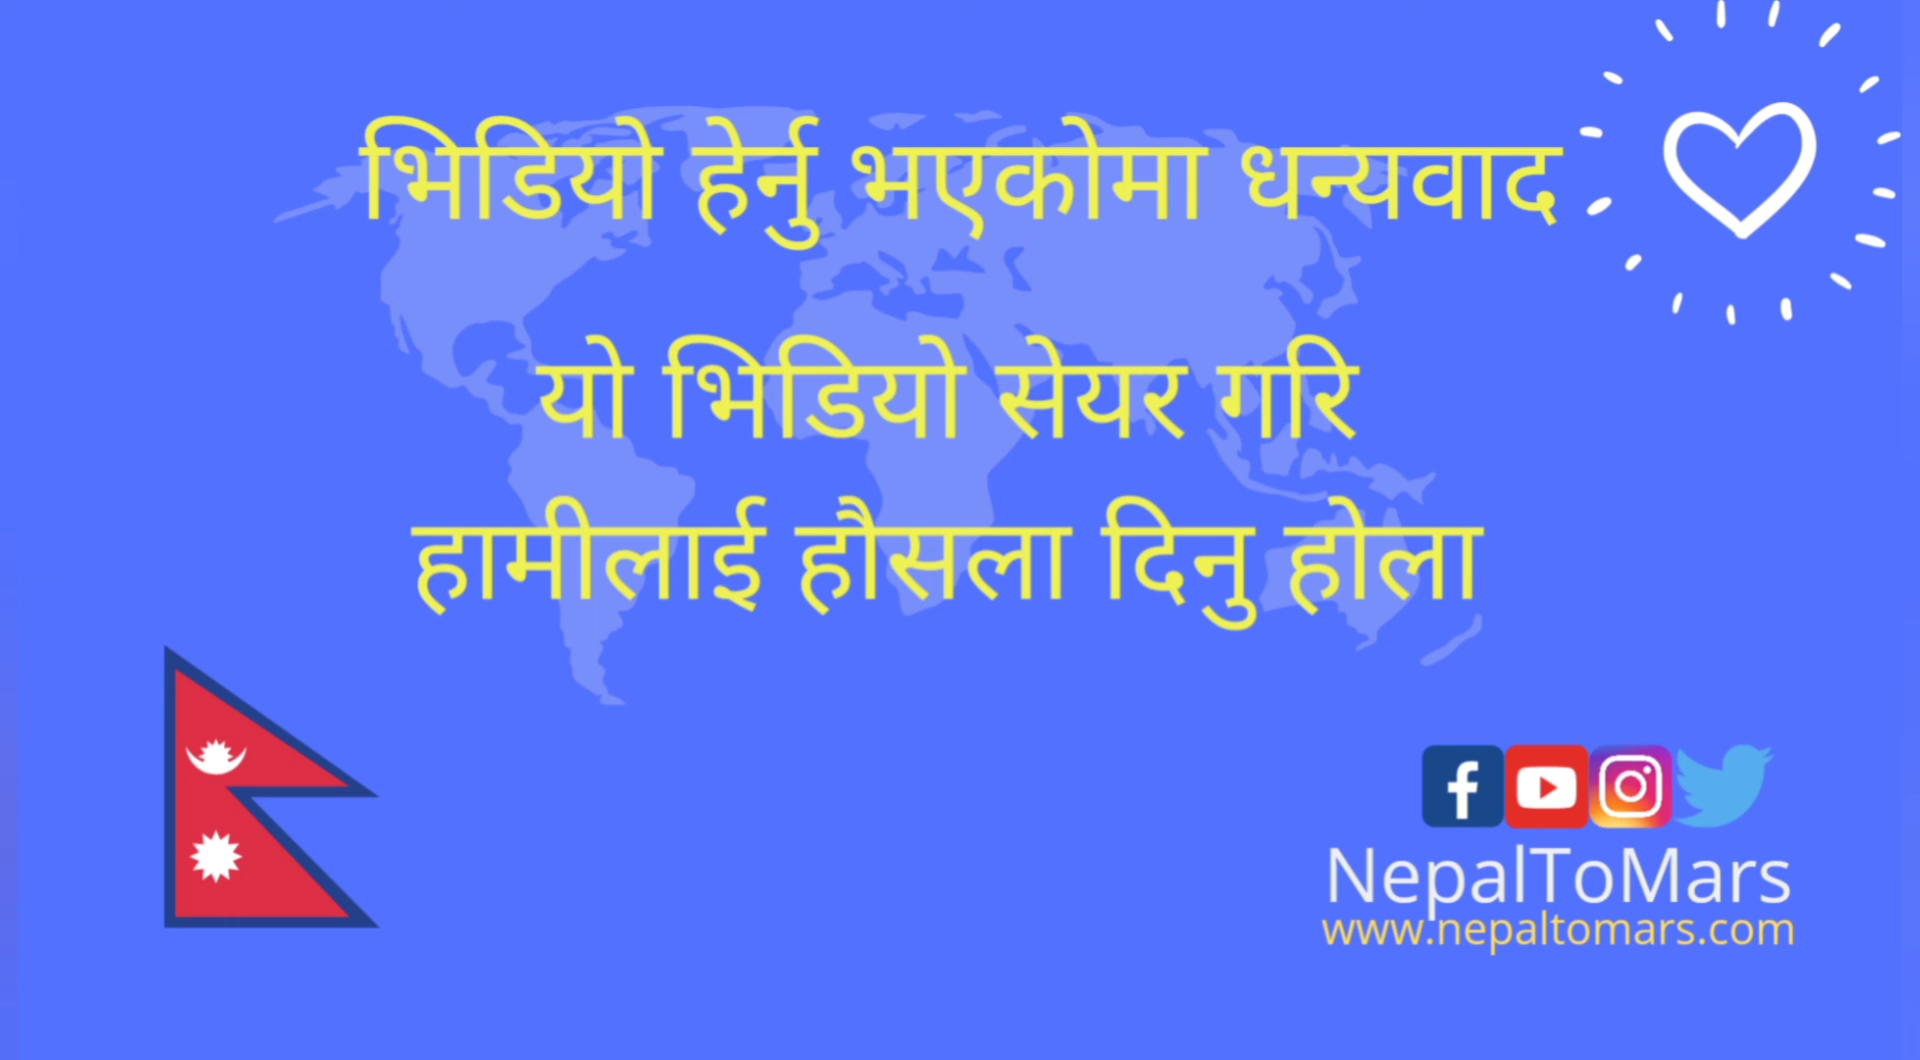 भिडियो हेर्नु भएकोमा धन्यवाद
यो भिडियो सेयर गरि
हामीलाई हौसला दिनु होला
NepalToMars
www.nepaltomars.com